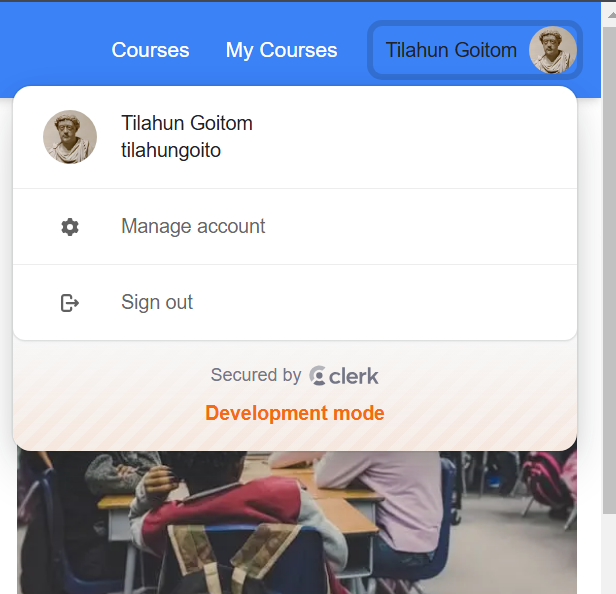 Courses My Courses Tilahun Goitom
Tilahun Goitom
tilahungoito
Manage account
Sign out
Secured by clerk
Development mode